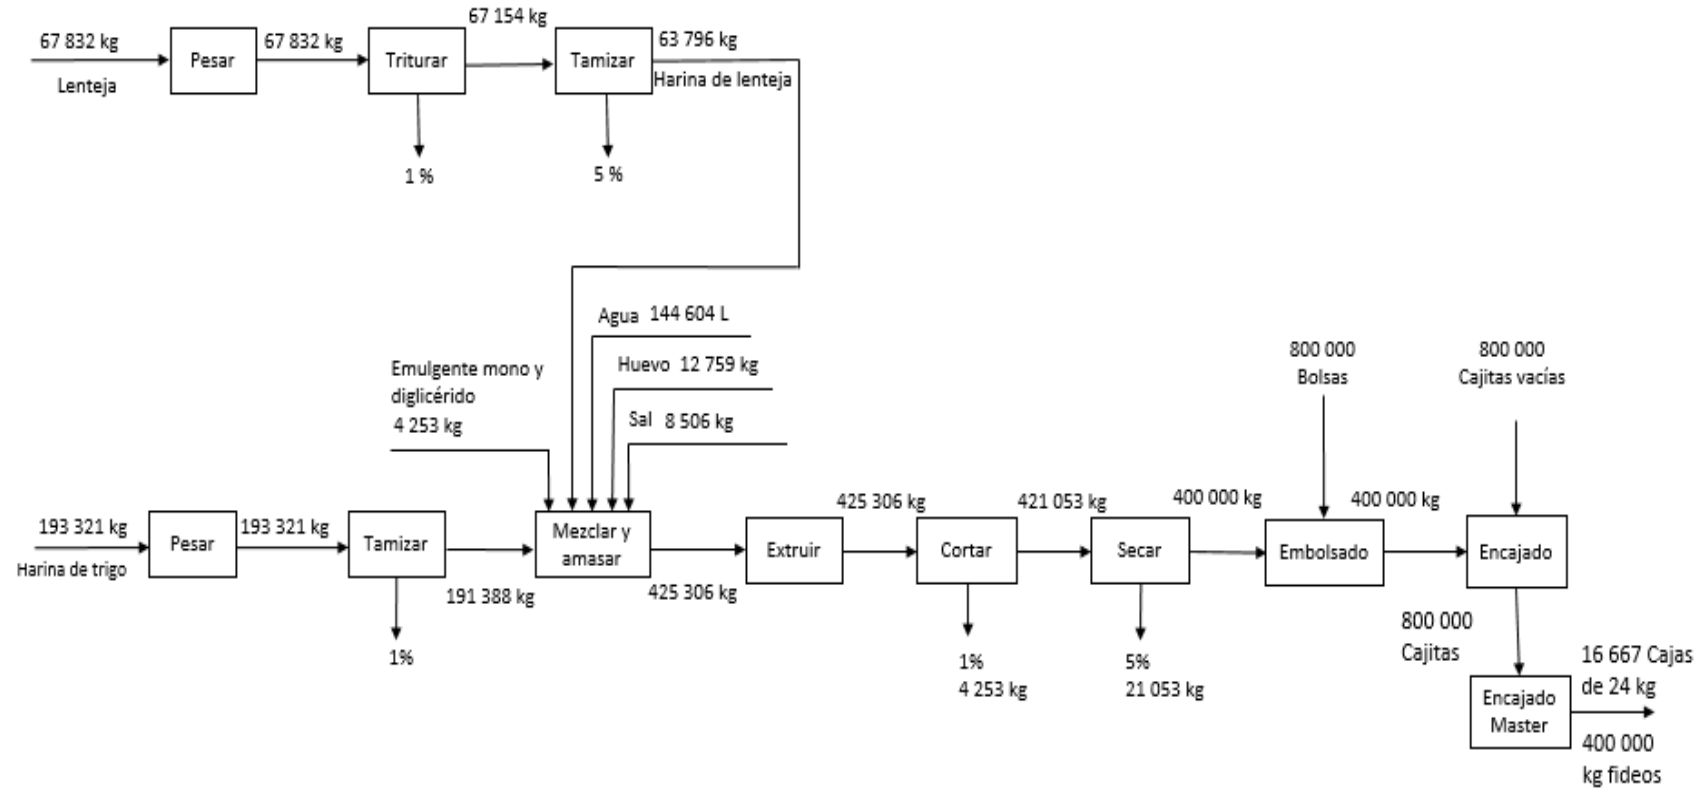 67 832 kg
Lenteja
Pesar
67 832 kg
Triturar
67 154 kg
Tamizar
63 796 kg
Harina de lenteja
1 %
5 %
Agua 144 604 L
Huevo 12 759 kg
Sal 8 506 kg
Emulgente mono y
diglicérido
4 253 kg
800 000
Bolsas
800 000
Cajitas vacías
193 321 kg
Harina de trigo
Pesar
193 321 kg
Tamizar
191 388 kg
1%
Mezclar y
amasar
425 306 kg
Extruir
425 306 kg
Cortar
1%
4 253 kg
421 053 kg
Secar
5%
21 053 kg
400 000 kg
Embolsado
400 000 kg
Encajado
800 000
Cajitas
Encajado
Master
16 667 Cajas
de 24 kg
400 000
kg fideos